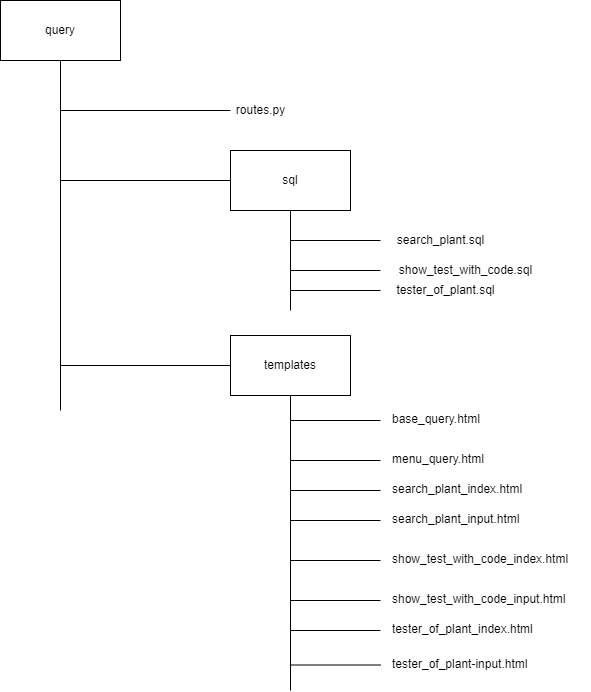 query
routes.py
sql
search_plant.sql
show_test_with_code.sql
tester_of_plant.sql
templates
base_query.html
menu_query.html
search_plant_index.html
search_plant_input.html
show_test_with_code_index.html
show_test_with_code_input.html
tester_of_plant_index.html
tester_of_plant-input.html